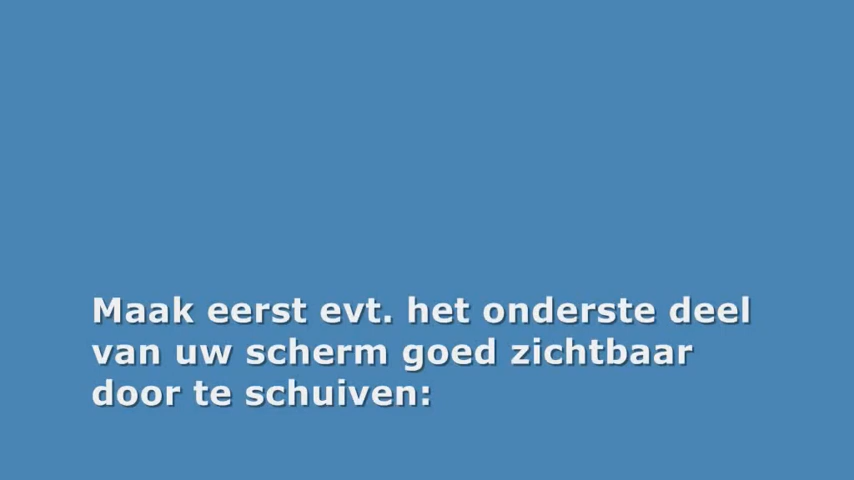 Maak eerst evt. het onderste deel
van uw scherm goed zichtbaar
door te schuiven: